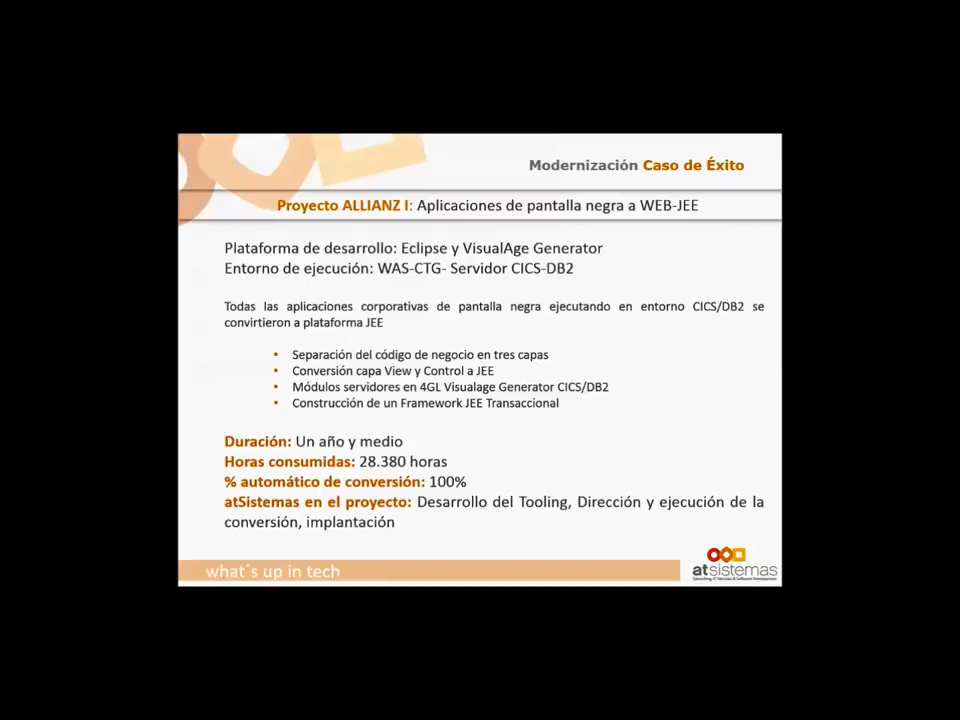 Modernización Caso de Éxito
Proyecto ALLIANZ I: Aplicaciones de pantalla negra a WEB-JEE
Plataforma de desarrollo: Eclipse y VisualAge Generator
Entorno de ejecución: WAS-CTG- Servidor CICS-DB2
Todas las aplicaciones corporativas de pantalla negra ejecutando en entorno CICS/DB2 se
convirtieron a plataforma JEE
• Separación del código de negocio en tres capas
• Conversión capa View y Control a JEE
• Módulos servidores en 4GL Visualage Generator CICS/DB2
• Construcción de un Framework JEE Transaccional
Duración: Un año y medio
Horas consumidas: 28.380 horas
% automático de conversión: 100%
atSistemas en el proyecto: Desarrollo del Tooling, Dirección y ejecución de la
conversión, implantación
what´s up in tech
atsistemas
Consulting, IT Services & Software Development